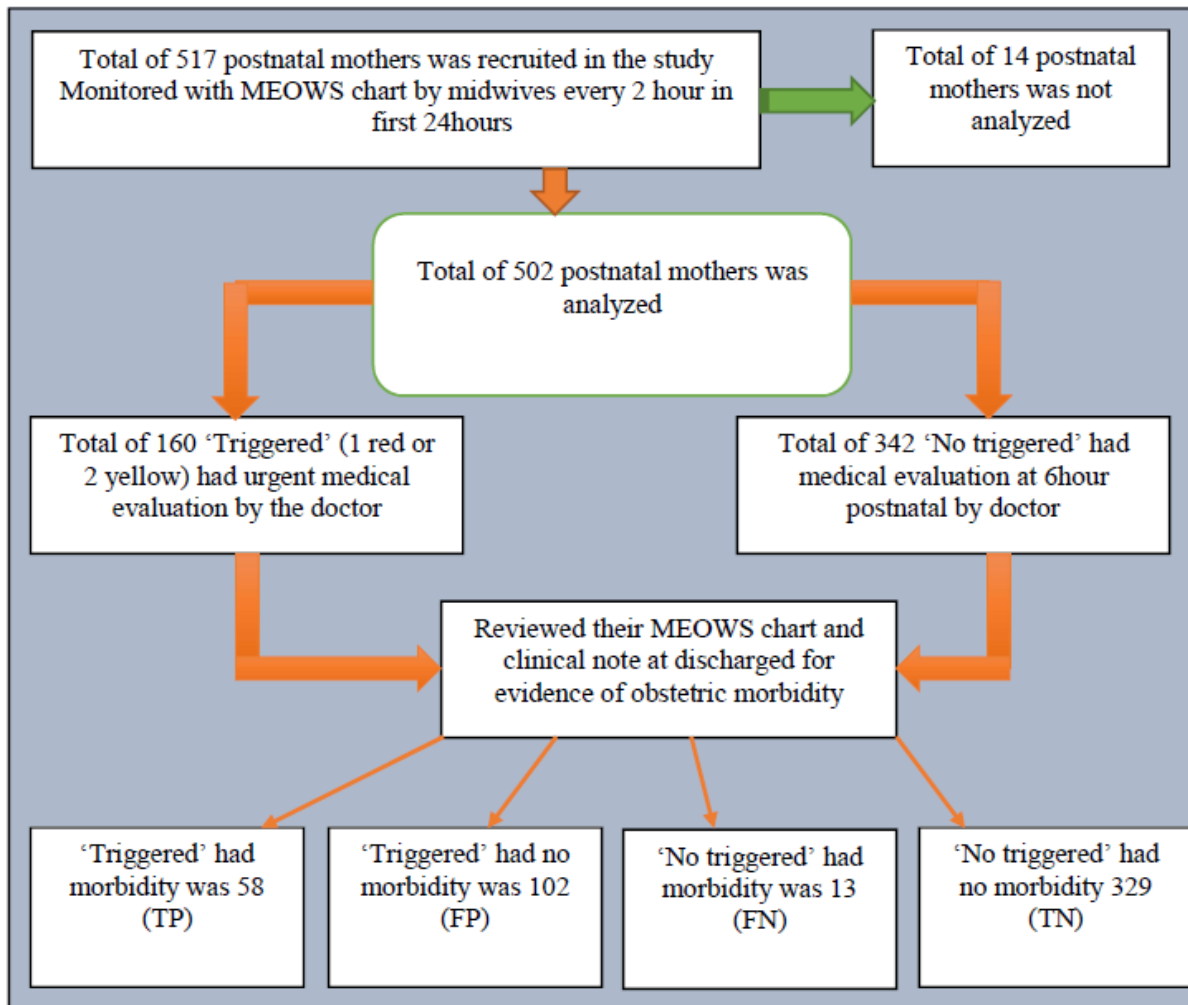 Total of 517 postnatal mothers was recruited in the study
Monitored with MEOWS chart by midwives every 2 hour in
first 24hours
Total of 14 postnatal
mothers was not
analyzed
Total of 502 postnatal mothers was
analyzed
Total of 160 ‘Triggered’ (1 red or
2 yellow) had urgent medical
evaluation by the doctor
Total of 342 ‘No triggered’ had
medical evaluation at 6hour
postnatal by doctor
Reviewed their MEOWS chart and
clinical note at discharged for
evidence of obstetric morbidity
‘Triggered’ had
morbidity was 58
(TP)
‘Triggered’ had no
morbidity was 102
(FP)
‘No triggered’ had
morbidity was 13
(FN)
‘No triggered’ had
no morbidity 329
(TN)